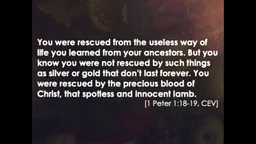 You were rescued from the useless way of
life you learned from your ancestors. But you
know you were not rescued by such things
as silver or gold that don't last forever. You
were rescued by the precious blood of
Christ, that spotless and innocent lamb.
[1 Peter 1:18-19, CEV]